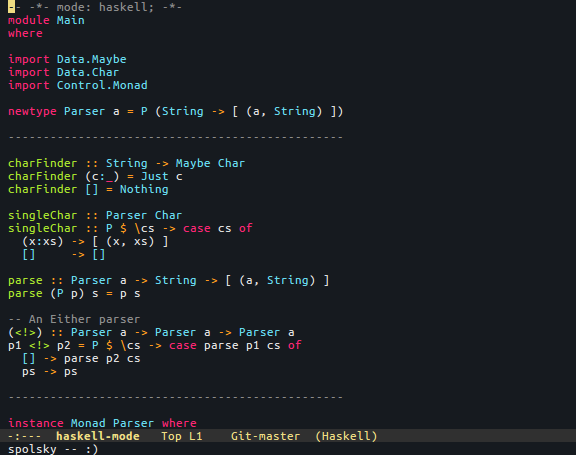 -- -*- mode: haskell; -*-
module Main
where
import Data.Maybe
import Data.Char
import Control.Monad
newtype Parser a = P (String -> [ (a, String) ])
------------------------------------------------
charFinder :: String -> Maybe Char
charFinder (c:_) = Just c
charFinder [] = Nothing
singleChar :: Parser Char
singleChar :: P $ \cs -> case cs of
  (x:xs) -> [ (x, xs) ]
  []     -> []
parse :: Parser a -> String -> [ (a, String) ]
parse (P p) s = p s
-- An Either parser
(<!>) :: Parser a -> Parser a -> Parser a
p1 <!> p2 = P $ \cs -> case parse p1 cs of
  [] -> parse p2 cs
  ps -> ps
------------------------------------------------
instance Monad Parser where
-:---  haskell-mode   Top L1    Git-master  (Haskell)
spolsky -- :)